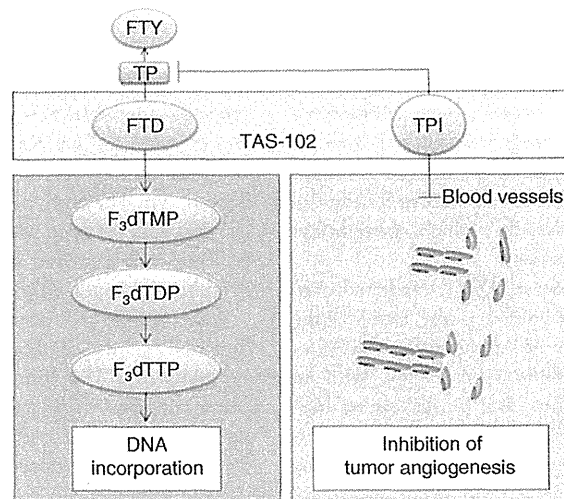 FTY
TP
FTD
TPI
TAS-102
Blood vessels
F₃dTMP
F₃dTDP
F₃dTTP
DNA
incorporation
Inhibition of
tumor angiogenesis